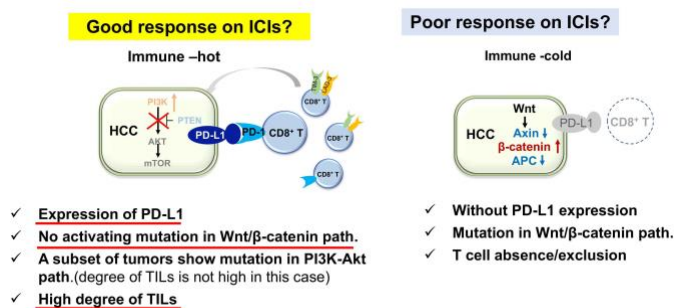 Good response on ICIs?
Immune –hot
HCC
PI3K
PTEN
AKT
mTOR
PD-L1
PD-1
CD8⁺ T
CD8⁺ T
CD8⁺ T
CD8⁺ T
✓ Expression of PD-L1
✓ No activating mutation in Wnt/β-catenin path.
✓ A subset of tumors show mutation in PI3K-Akt
path.(degree of TILs is not high in this case)
✓ High degree of TILs
Poor response on ICIs?
Immune -cold
HCC
Wnt
Axin
β-catenin
APC
PD-L1
CD8⁺ T
✓ Without PD-L1 expression
✓ Mutation in Wnt/β-catenin path.
✓ T cell absence/exclusion